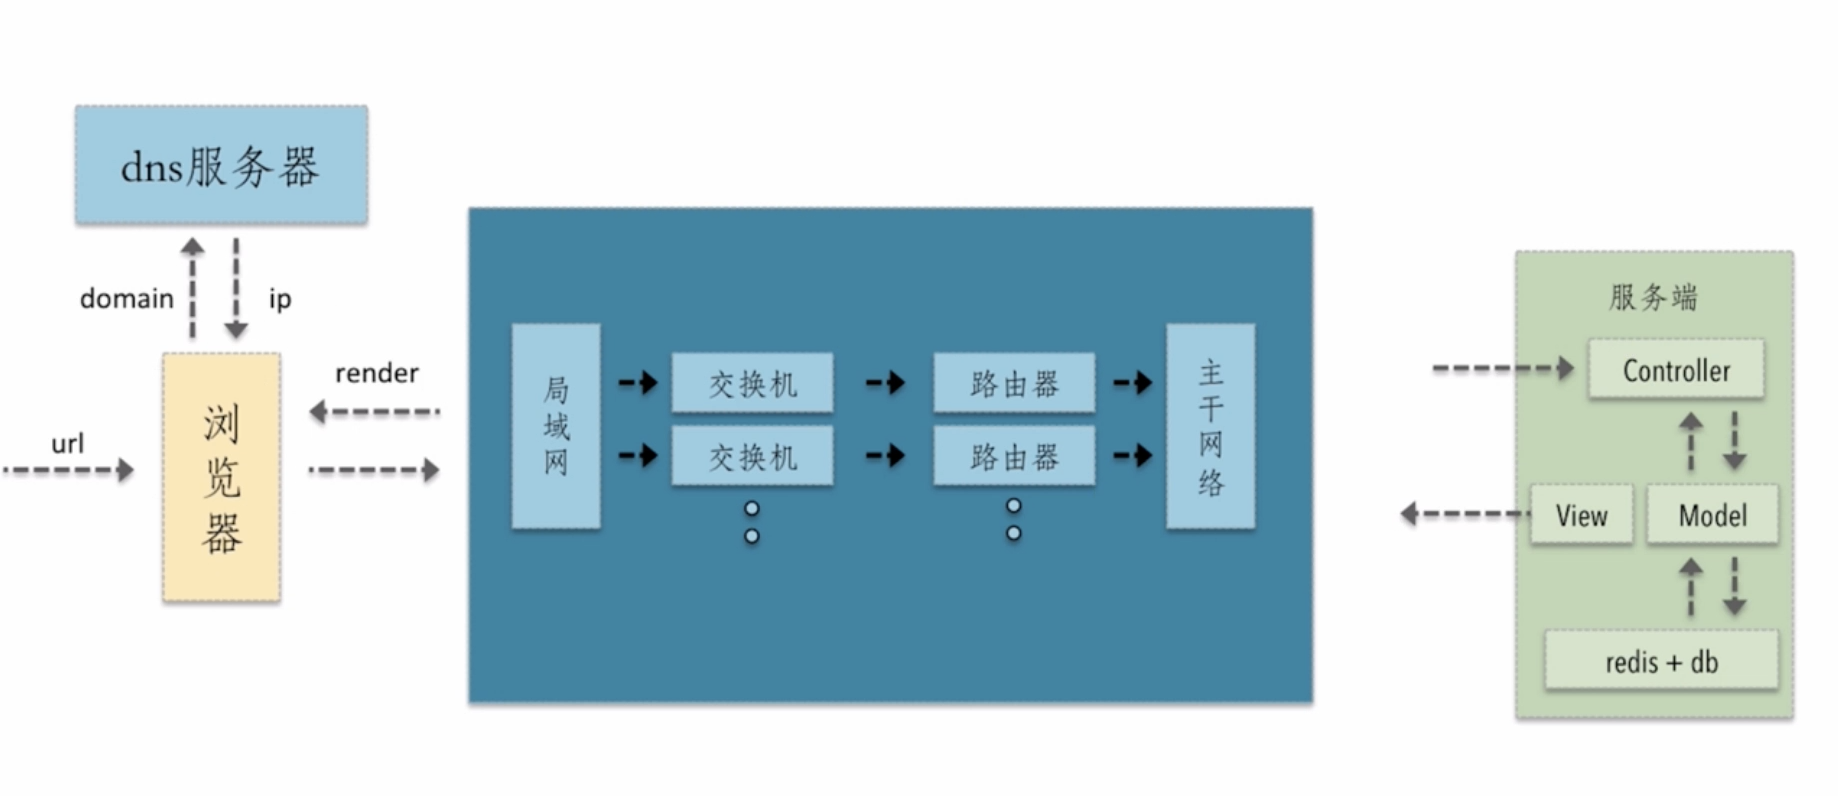 dns服务器
domain
ip
url
浏览器
render
局域网
交换机
路由器
交换机
路由器
主干网络
服务端
Controller
View
Model
redis + db